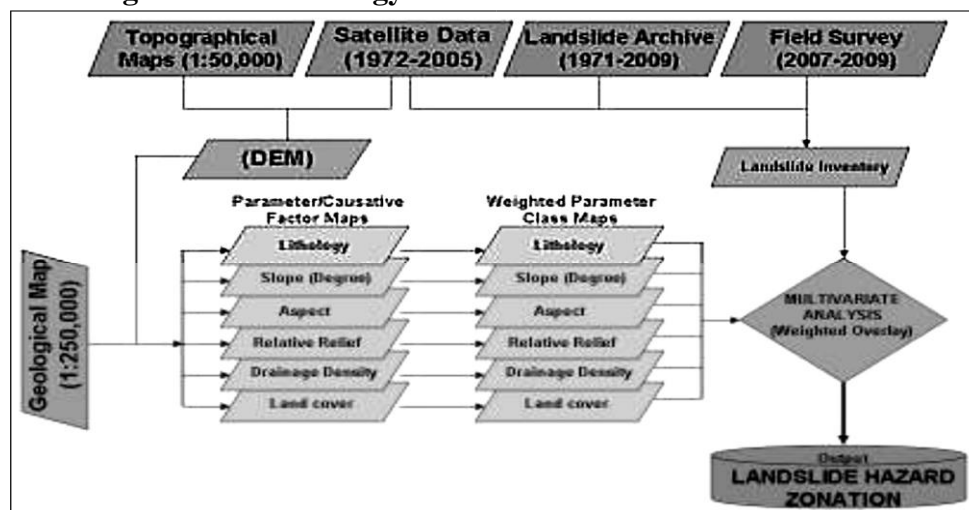 Topographical
Maps (1:50,000)
Satellite Data
(1972-2005)
Landslide Archive
(1971-2009)
Field Survey
(2007-2009)
(DEM)
Landslide Inventory
Parameter/Causative
Factor Maps
Weighted Parameter
Class Maps
Geological Map
(1:250,000)
Lithology
Lithology
Slope (Degree)
Slope (Degree)
Aspect
Aspect
Relative Relief
Relative Relief
Drainage Density
Drainage Density
Land cover
Land cover
MULTIVARIATE
ANALYSIS
(Weighted Overlay)
Output
LANDSLIDE HAZARD
ZONATION